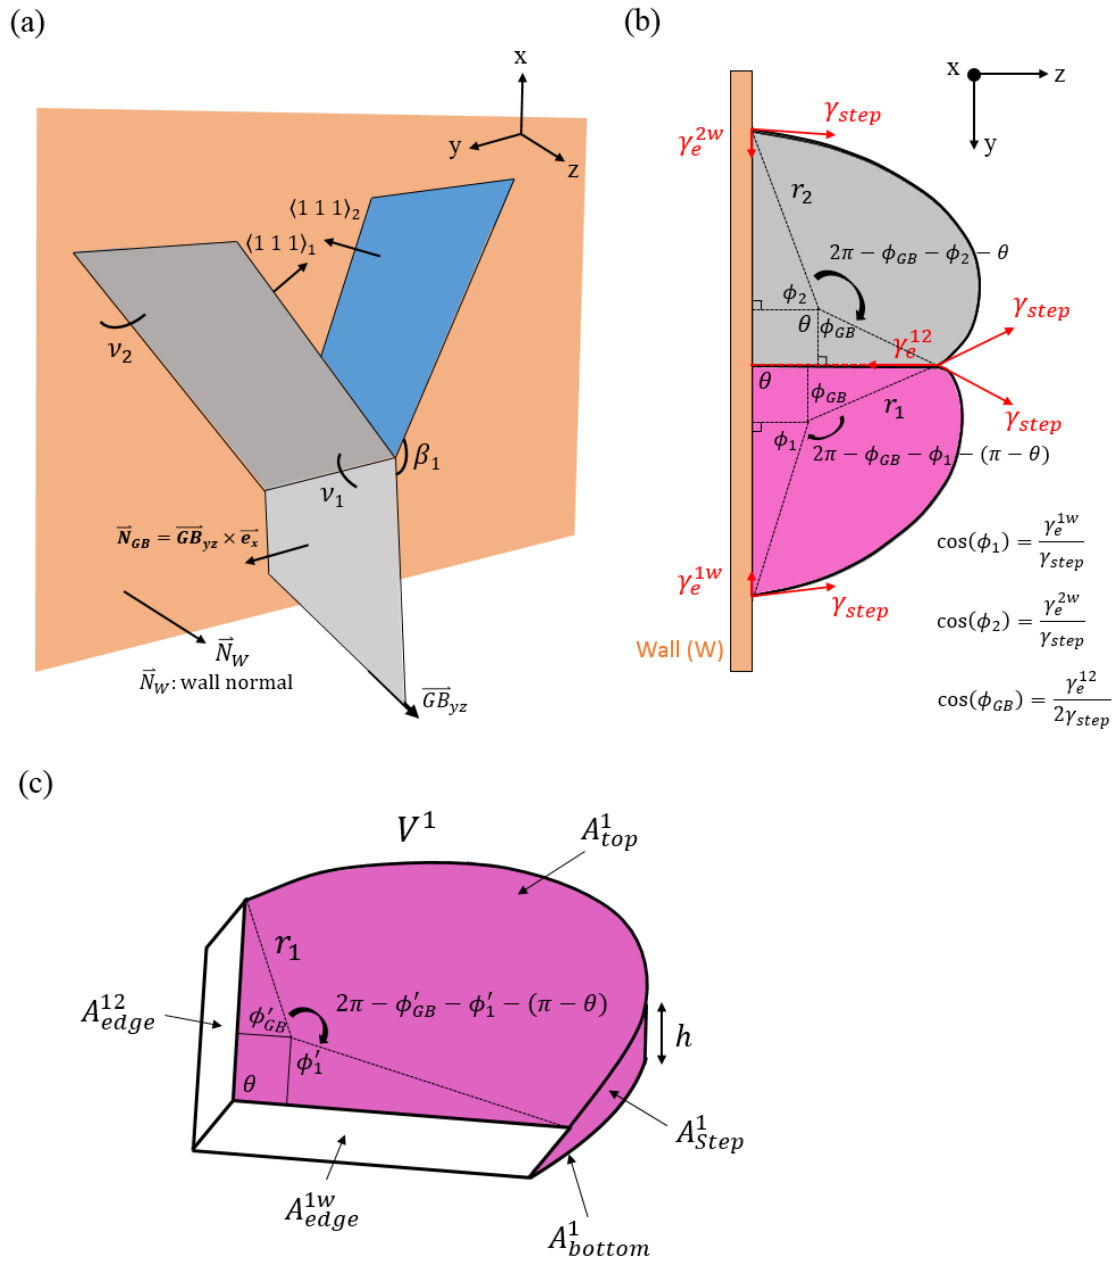 (a)
x
y
z
⟨1 1 1⟩₂
⟨1 1 1⟩₁
ν₂
ν₁
β₁
N⃗_GB = GB⃗_yz × e⃗_x
N⃗_W
N⃗_W: wall normal
GB⃗_yz
(b)
x
z
y
γ_step
γ_e^{2w}
r₂
2π − ϕ_GB − ϕ₂ − θ
ϕ₂
θ
ϕ_GB
γ_step
γ_e^{12}
θ
ϕ_GB
r₁
γ_step
ϕ₁
2π − ϕ_GB − ϕ₁ − (π − θ)
cos(ϕ₁) = γ_e^{1w} / γ_step
γ_e^{1w}
γ_step
cos(ϕ₂) = γ_e^{2w} / γ_step
Wall (W)
cos(ϕ_GB) = γ_e^{12} / 2γ_step
(c)
V¹
A_top^1
r₁
2π − ϕ′_GB − ϕ′₁ − (π − θ)
A_edge^{12}
ϕ′_GB
h
ϕ′₁
θ
A_Step^1
A_edge^{1w}
A_bottom^1